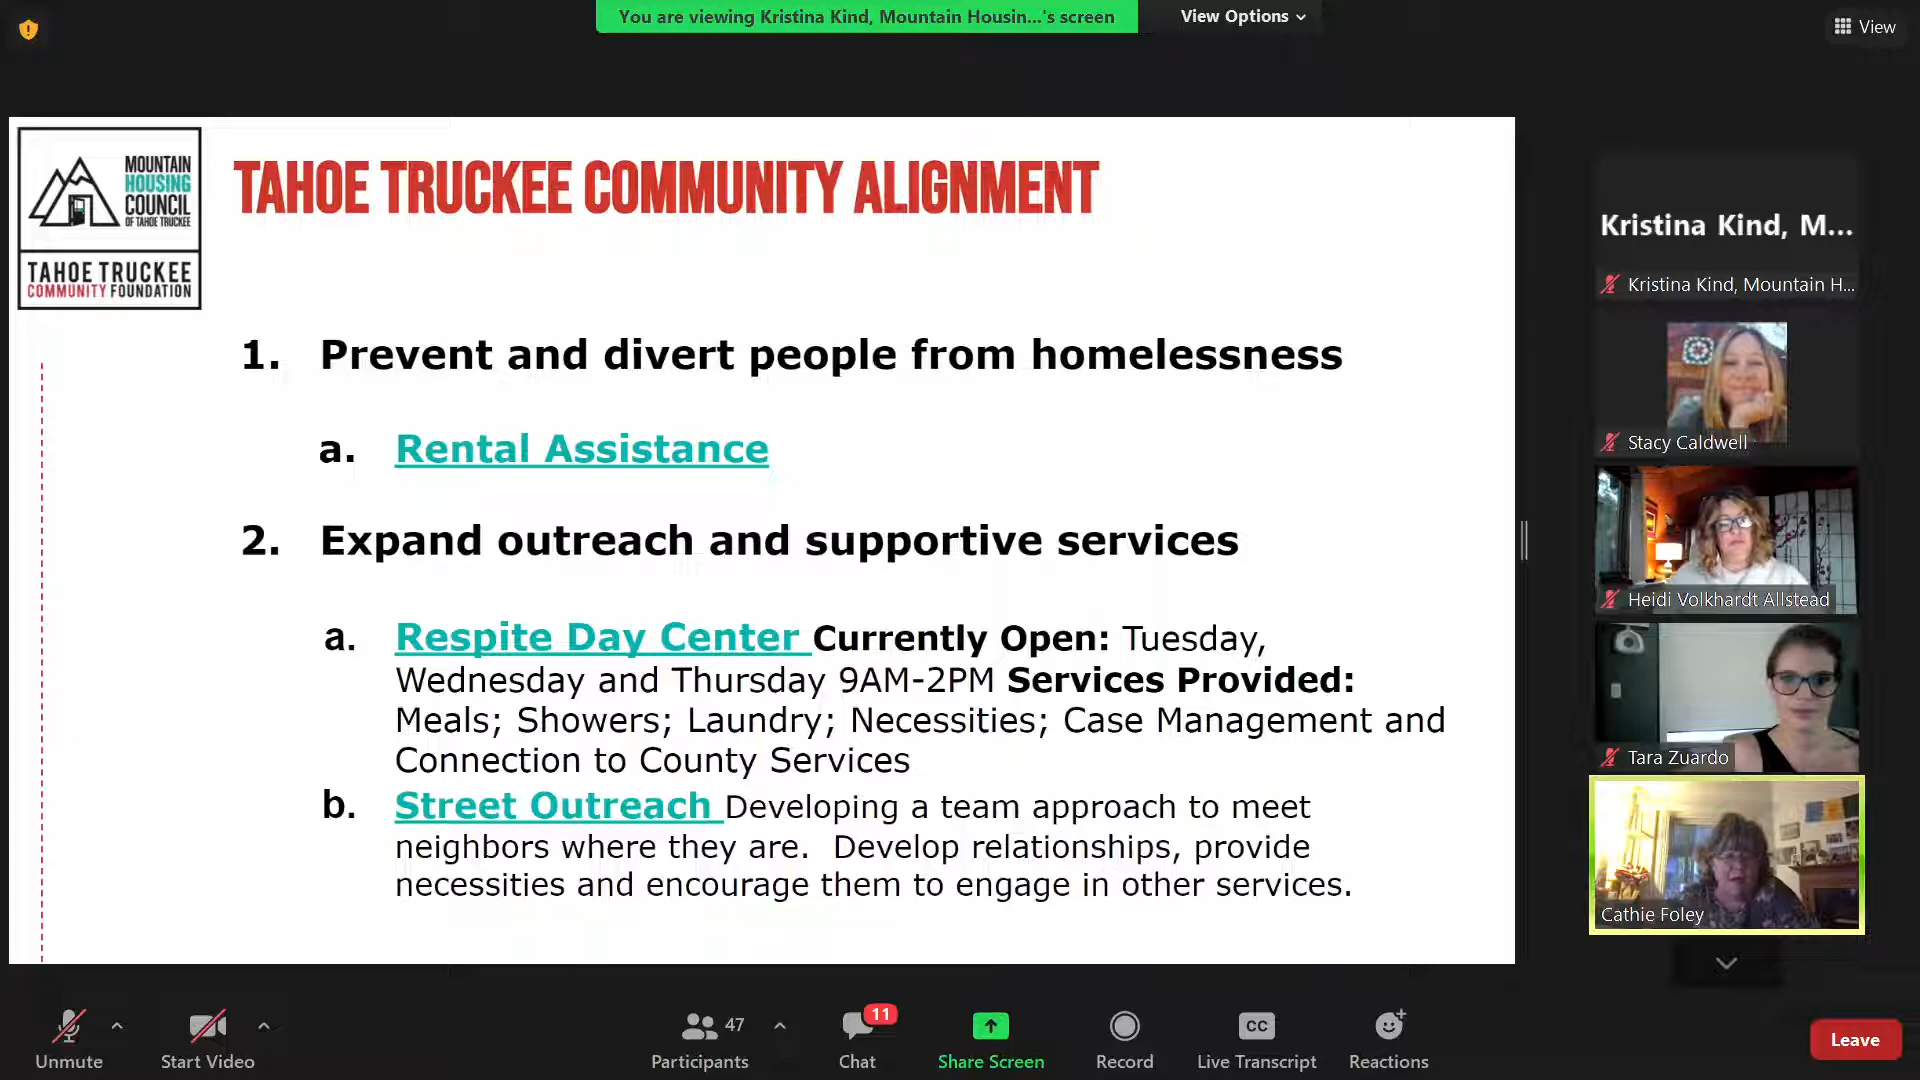 You are viewing Kristina Kind, Mountain Housin...'s screen
View Options
View
MOUNTAIN
HOUSING
COUNCIL
OF TAHOE TRUCKEE
TAHOE TRUCKEE
COMMUNITY FOUNDATION
TAHOE TRUCKEE COMMUNITY ALIGNMENT
1. Prevent and divert people from homelessness
a. Rental Assistance
2. Expand outreach and supportive services
a. Respite Day Center Currently Open: Tuesday,
Wednesday and Thursday 9AM-2PM Services Provided:
Meals; Showers; Laundry; Necessities; Case Management and
Connection to County Services
b. Street Outreach Developing a team approach to meet
neighbors where they are. Develop relationships, provide
necessities and encourage them to engage in other services.
Kristina Kind, M...
Kristina Kind, Mountain H...
Stacy Caldwell
Heidi Volkhardt Allstead
Tara Zuardo
Cathie Foley
Unmute
Start Video
47
Participants
11
Chat
Share Screen
Record
CC
Live Transcript
Reactions
Leave